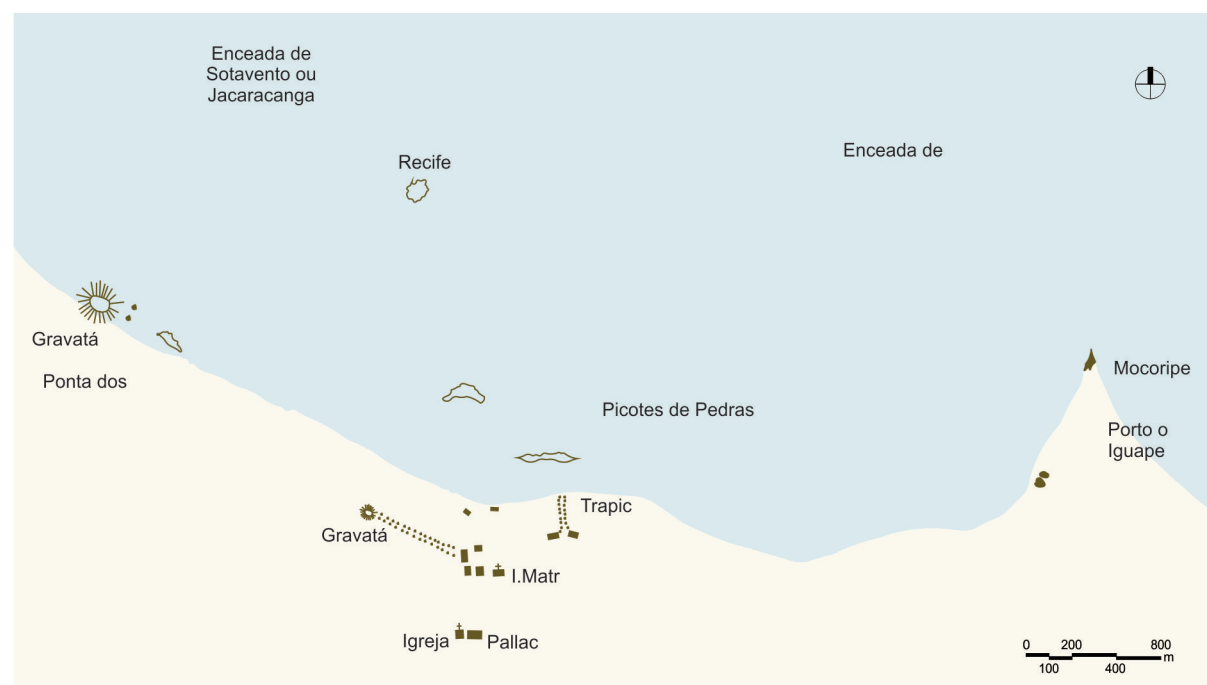 Enceada de
Sotavento ou
Jacaracanga
Enceada de
Recife
Gravatá
Ponta dos
Mocoripe
Picotes de Pedras
Porto o
Iguape
Trapic
Gravatá
I.Matr
Igreja
Pallac
0 200 800
m
100 400